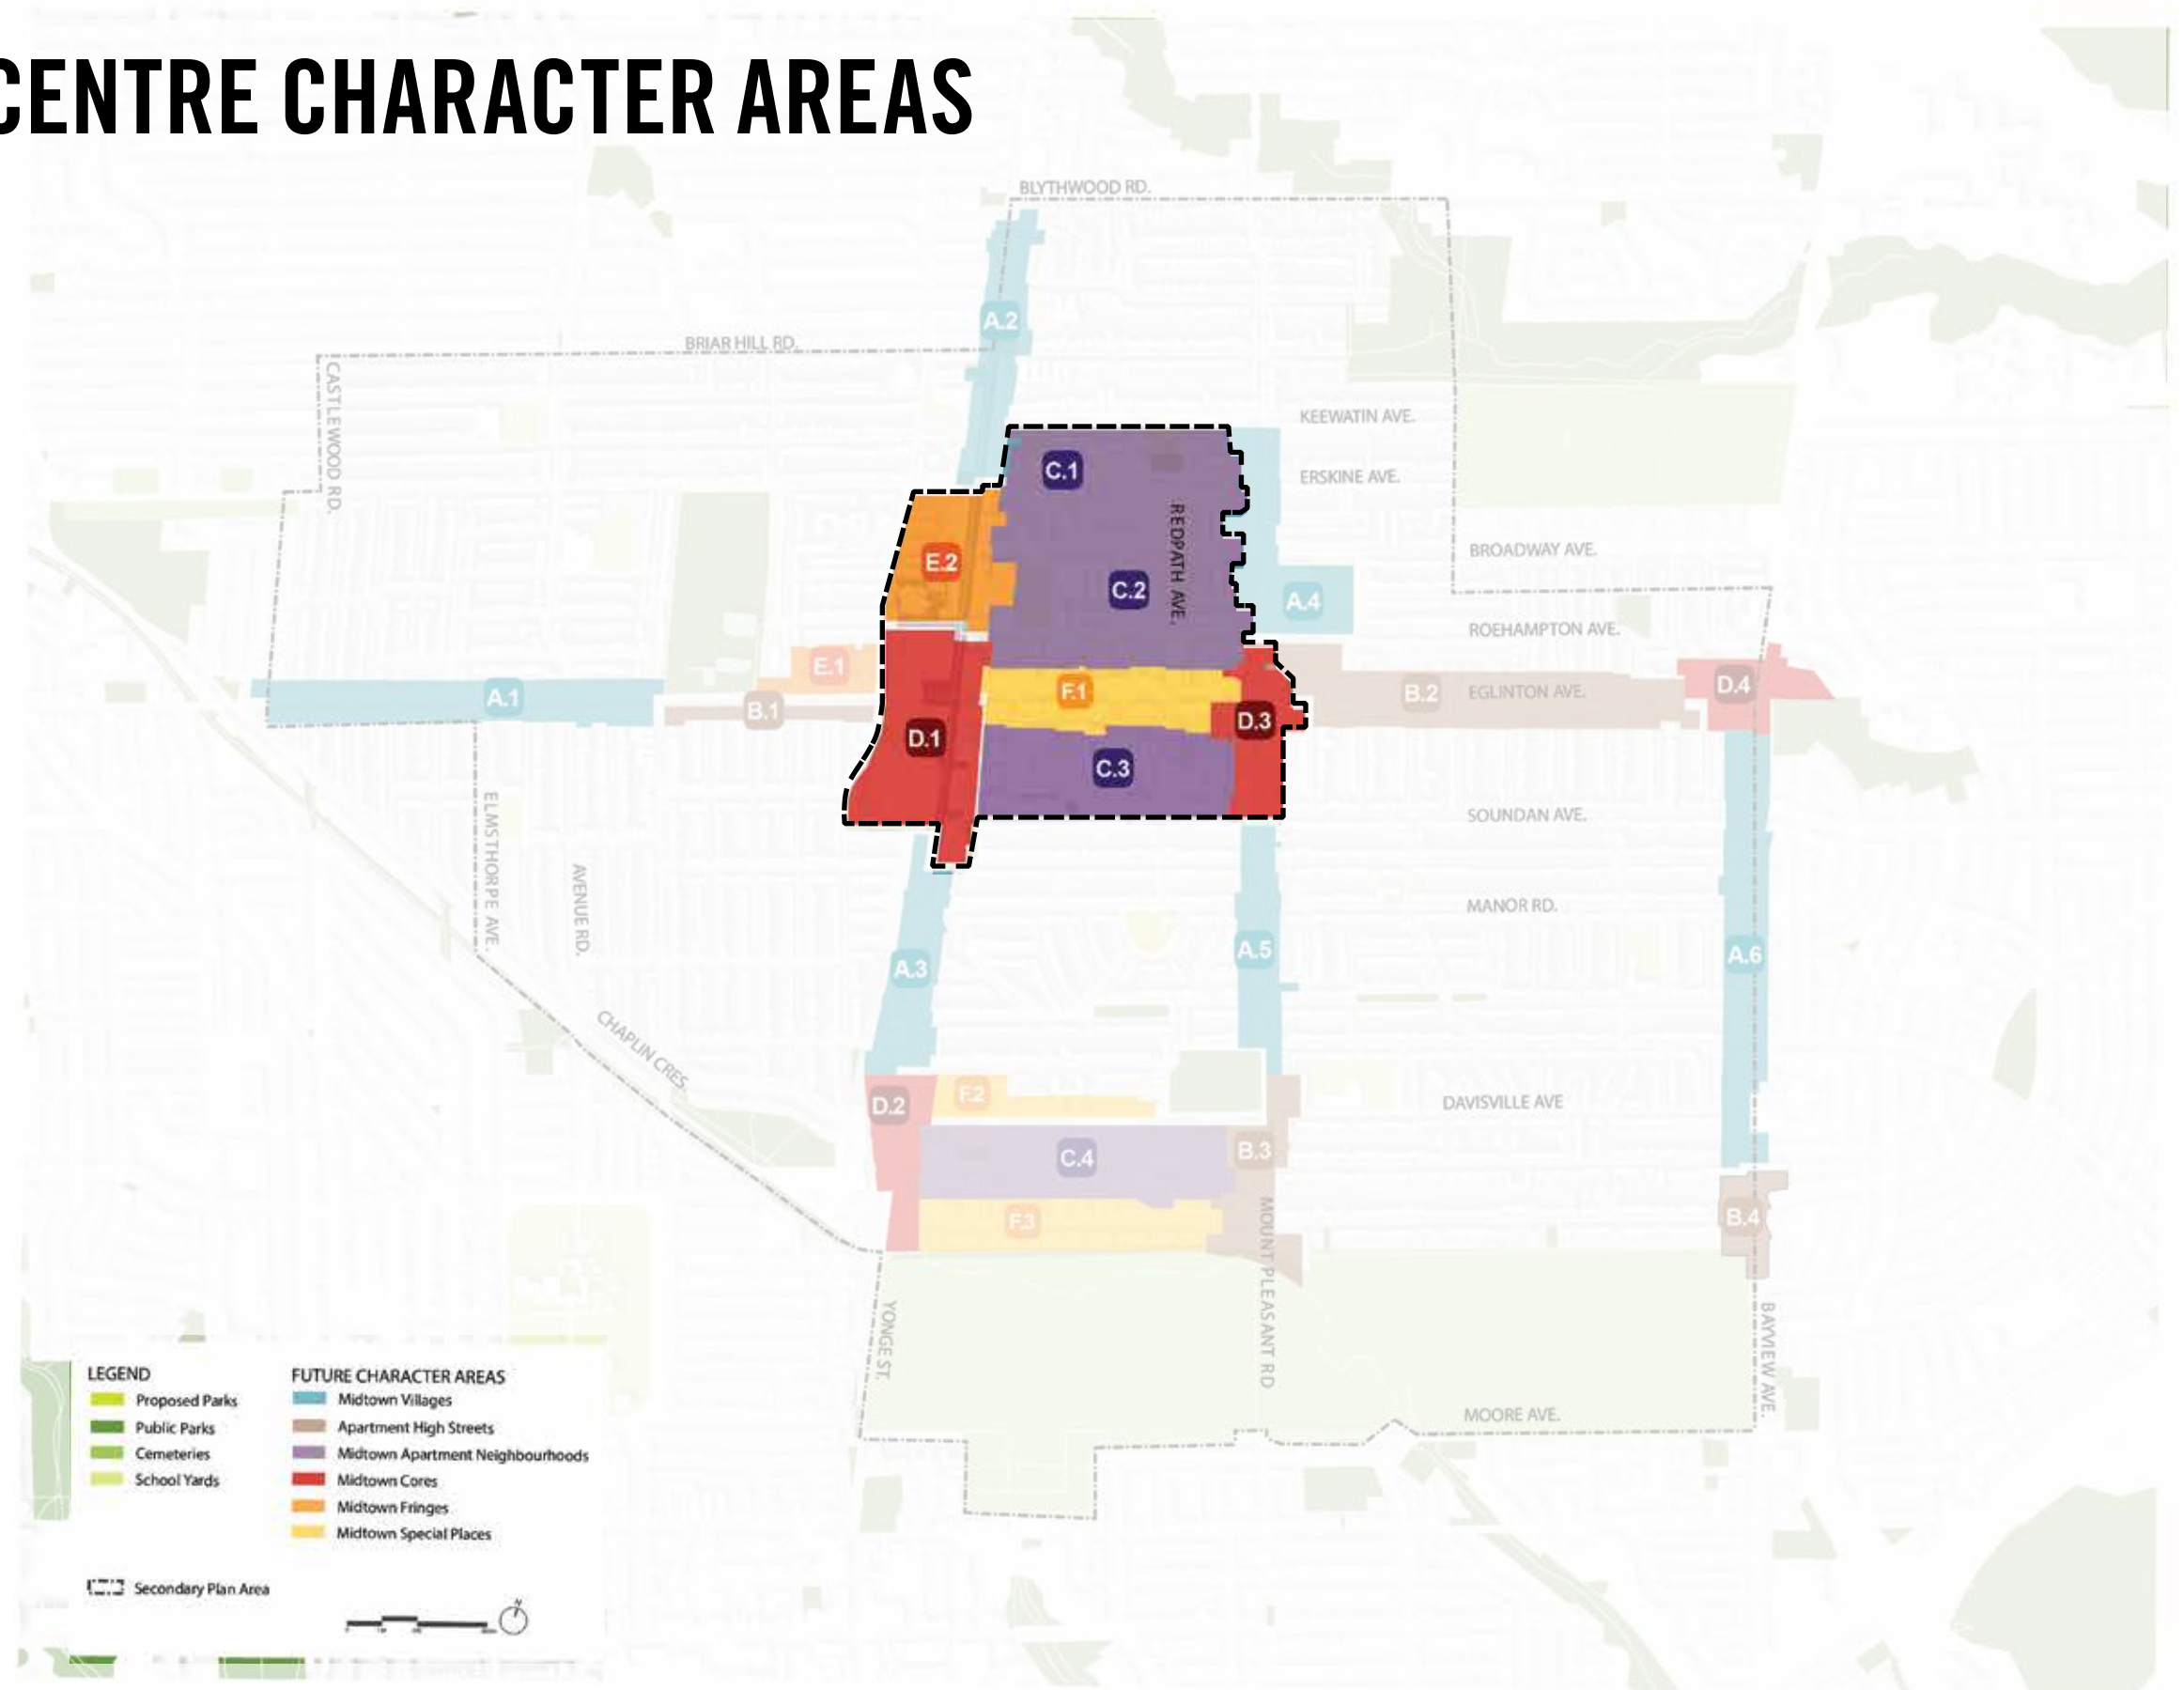 CENTRE CHARACTER AREAS
BLYTHWOOD RD.
A.2
BRIAR HILL RD.
CASTLEWOOD RD.
KEEWATIN AVE.
C.1
ERSKINE AVE.
REDPATH AVE.
BROADWAY AVE.
E.2
C.2
A.4
ROEHAMPTON AVE.
E.1
A.1
B.1
F.1
B.2
EGLINTON AVE.
D.4
D.1
D.3
C.3
ELMSTHORPE AVE.
SOUNDAN AVE.
AVENUE RD.
MANOR RD.
A.3
A.5
A.6
CHAPLIN CRES.
D.2
F.2
DAVISVILLE AVE
C.4
B.3
F.3
B.4
MOUNT PLEASANT RD
YONGE ST.
BAYVIEW AVE.
MOORE AVE.
LEGEND
Proposed Parks
Public Parks
Cemeteries
School Yards
FUTURE CHARACTER AREAS
Midtown Villages
Apartment High Streets
Midtown Apartment Neighbourhoods
Midtown Cores
Midtown Fringes
Midtown Special Places
Secondary Plan Area
N